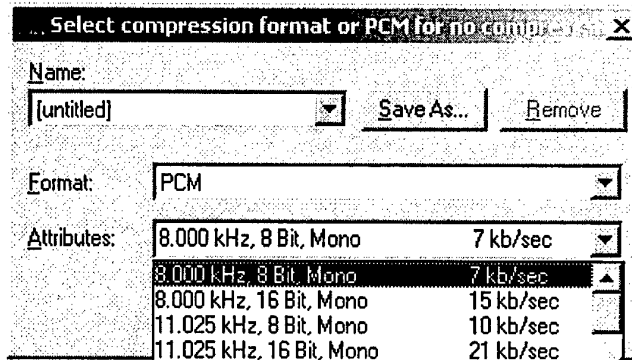 ... Select compression format or PCM for no
Name:
[untitled]
Save As...
Remove
Format:
PCM
Attributes:
8.000 kHz, 8 Bit, Mono 7 kb/sec
8.000 kHz, 8 Bit, Mono 7 kb/sec
8.000 kHz, 16 Bit, Mono 15 kb/sec
11.025 kHz, 8 Bit, Mono 10 kb/sec
11.025 kHz, 16 Bit, Mono 21 kb/sec